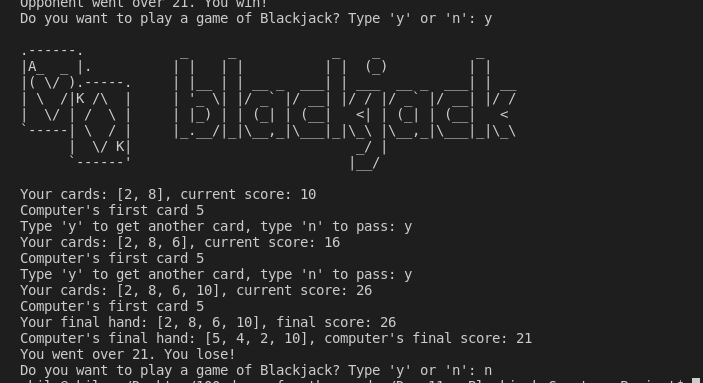 Opponent went over 21. You win!
Do you want to play a game of Blackjack? Type 'y' or 'n': y
A
K
K
blackjack
Your cards: [2, 8], current score: 10
Computer's first card 5
Type 'y' to get another card, type 'n' to pass: y
Your cards: [2, 8, 6], current score: 16
Computer's first card 5
Type 'y' to get another card, type 'n' to pass: y
Your cards: [2, 8, 6, 10], current score: 26
Computer's first card 5
Your final hand: [2, 8, 6, 10], final score: 26
Computer's final hand: [5, 4, 2, 10], computer's final score: 21
You went over 21. You lose!
Do you want to play a game of Blackjack? Type 'y' or 'n': n